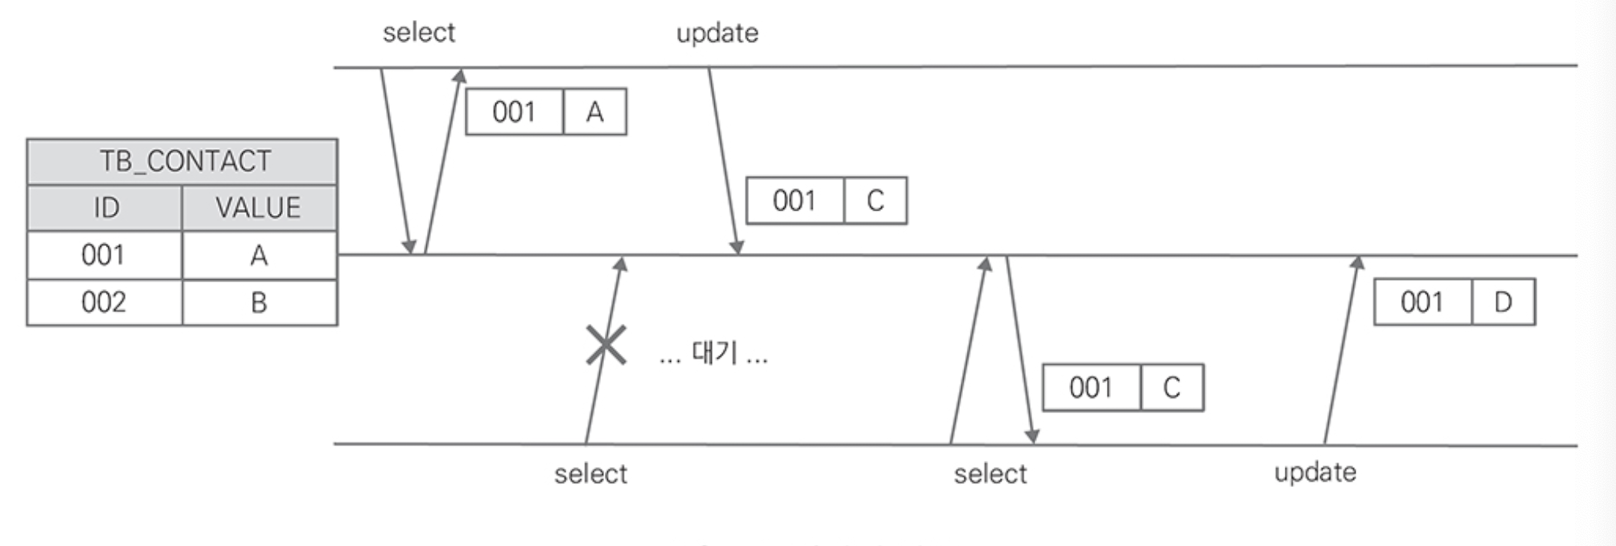 select
update
001 A
TB_CONTACT
ID VALUE
001 A
002 B
001 C
001 D
... 대기 ...
001 C
select
select
update